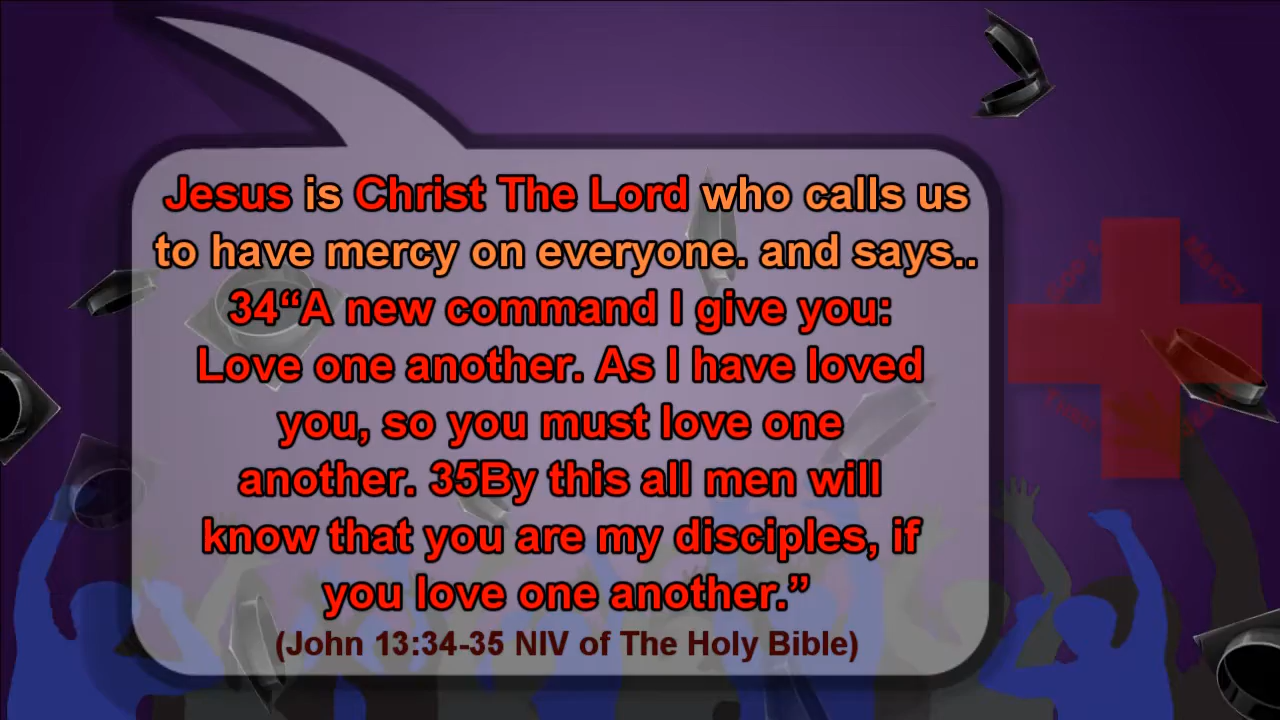 Jesus is Christ The Lord who calls us
to have mercy on everyone. and says..
34“A new command I give you:
Love one another. As I have loved
you, so you must love one
another. 35By this all men will
know that you are my disciples, if
you love one another.”
(John 13:34-35 NIV of The Holy Bible)
MERCY